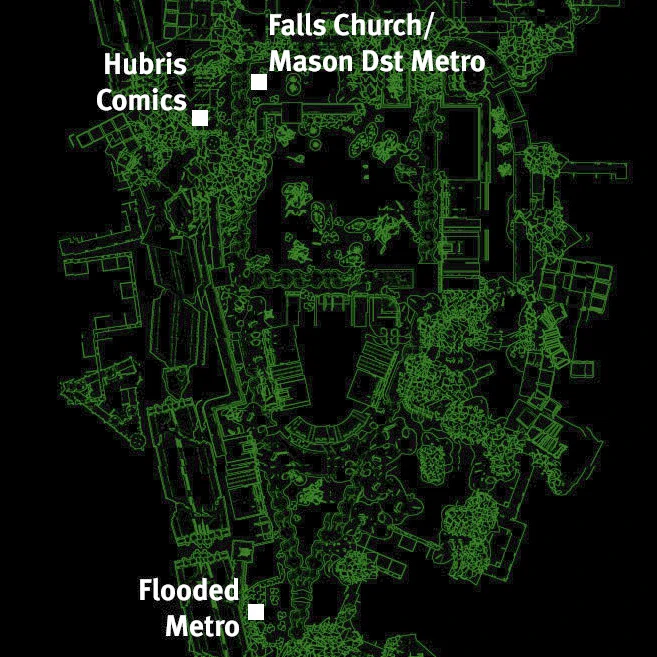 Falls Church/
Mason Dst Metro
Hubris
Comics
Flooded
Metro